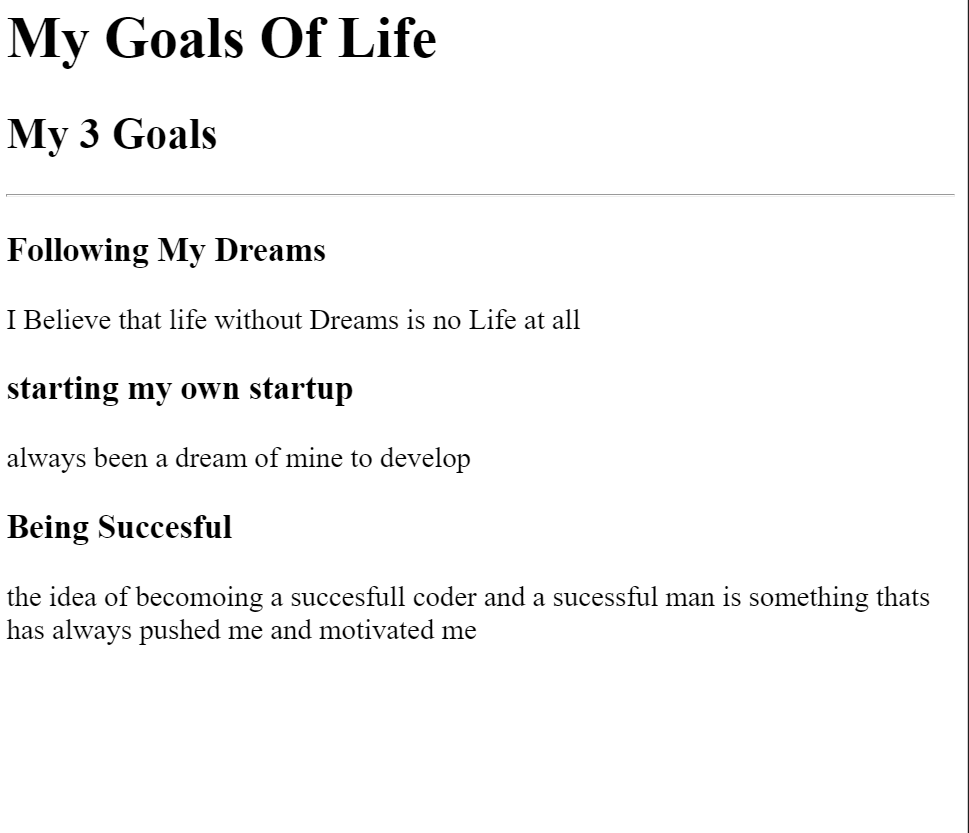 My Goals Of Life
My 3 Goals
Following My Dreams
I Believe that life without Dreams is no Life at all
starting my own startup
always been a dream of mine to develop
Being Succesful
the idea of becomoing a succesfull coder and a sucessful man is something thats
has always pushed me and motivated me